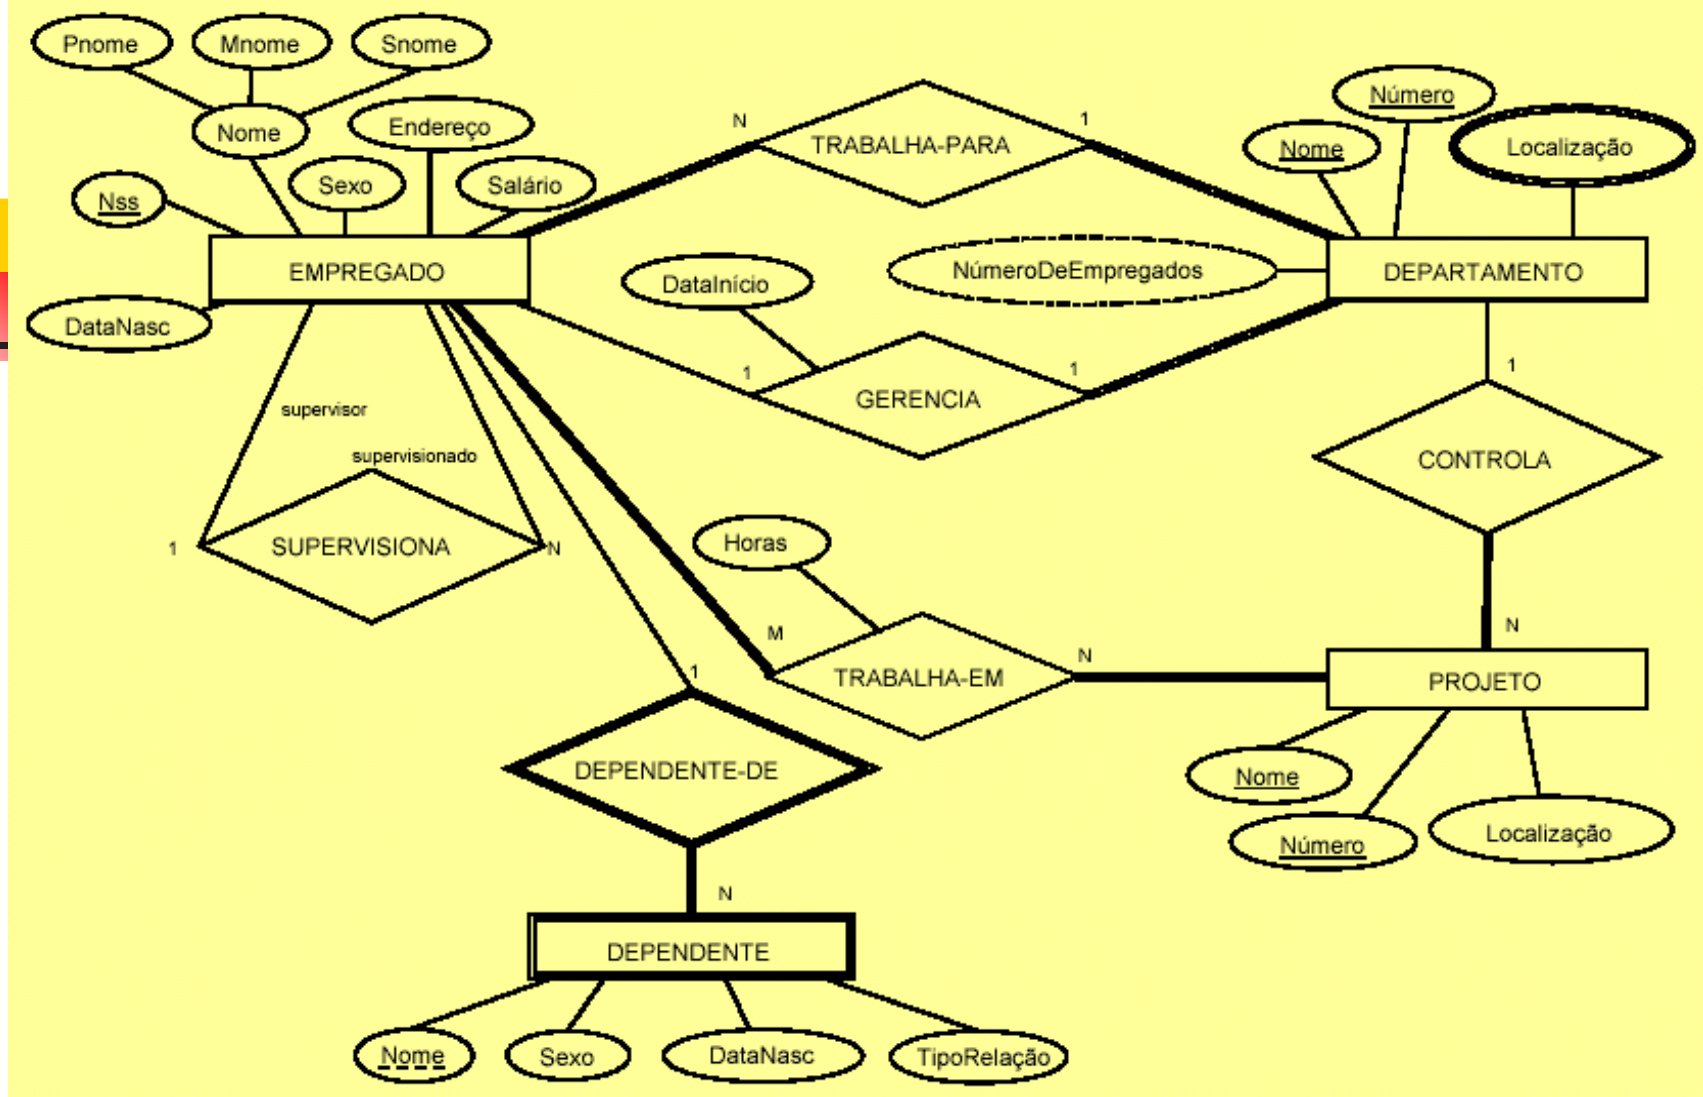 Pnome
Mnome
Snome
Nome
Endereço
Sexo
Salário
Nss
EMPREGADO
DataNasc
N
TRABALHA-PARA
1
Número
Nome
Localização
NúmeroDeEmpregados
DEPARTAMENTO
DataInício
1
GERENCIA
1
supervisor
supervisionado
1
SUPERVISIONA
N
1
CONTROLA
N
Horas
M
TRABALHA-EM
N
PROJETO
Nome
Número
Localização
1
DEPENDENTE-DE
N
DEPENDENTE
Nome
Sexo
DataNasc
TipoRelação